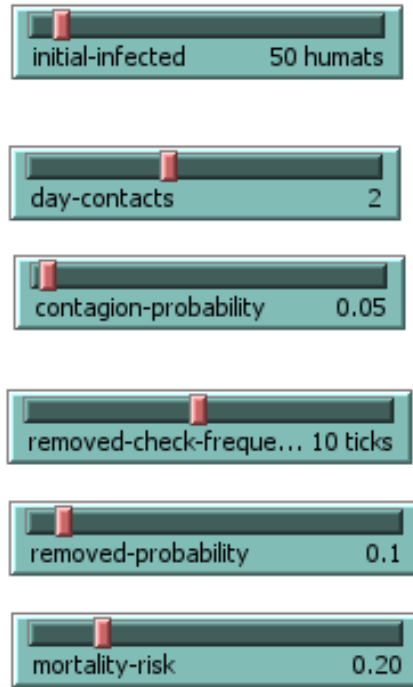 initial-infected 50 humats
day-contacts 2
contagion-probability 0.05
removed-check-freque... 10 ticks
removed-probability 0.1
mortality-risk 0.20